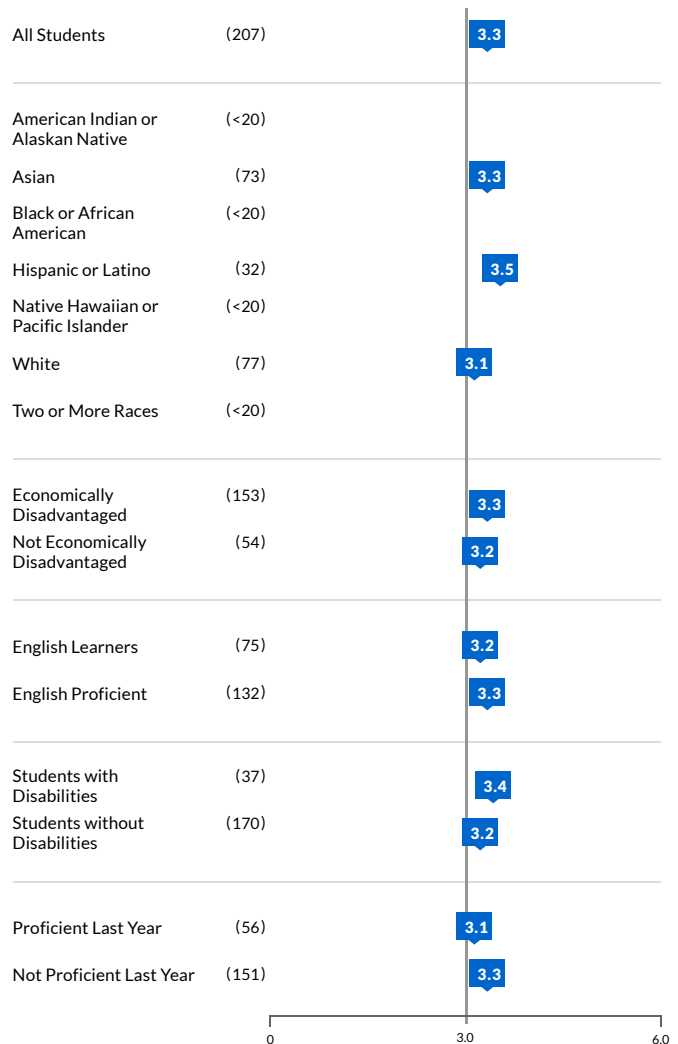 All Students (207) 3.3
American Indian or (<20)
Alaskan Native
Asian (73) 3.3
Black or African (<20)
American
Hispanic or Latino (32) 3.5
Native Hawaiian or (<20)
Pacific Islander
White (77) 3.1
Two or More Races (<20)
Economically (153) 3.3
Disadvantaged
Not Economically (54) 3.2
Disadvantaged
English Learners (75) 3.2
English Proficient (132) 3.3
Students with (37) 3.4
Disabilities
Students without (170) 3.2
Disabilities
Proficient Last Year (56) 3.1
Not Proficient Last Year (151) 3.3
0 3.0 6.0